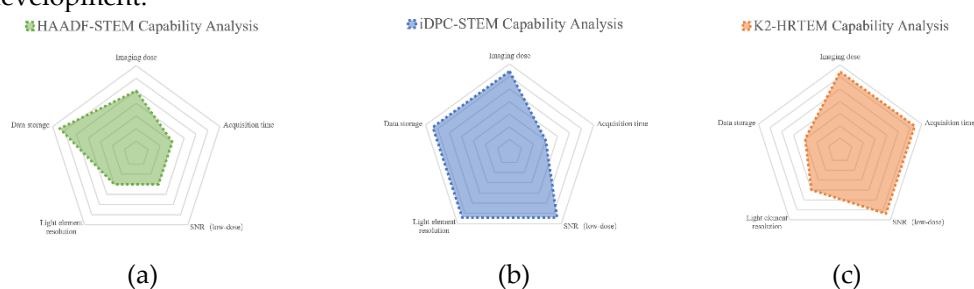 evelopment.
HAADF-STEM Capability Analysis
Imaging dose
Data storage
Acquisition time
Light element
resolution
SNR (low-dose)
(a)
iDPC-STEM Capability Analysis
Imaging dose
Data storage
Acquisition time
Light element
resolution
SNR (low-dose)
(b)
K2-HRTEM Capability Analysis
Imaging dose
Data storage
Acquisition time
Light element
resolution
SNR (low-dose)
(c)